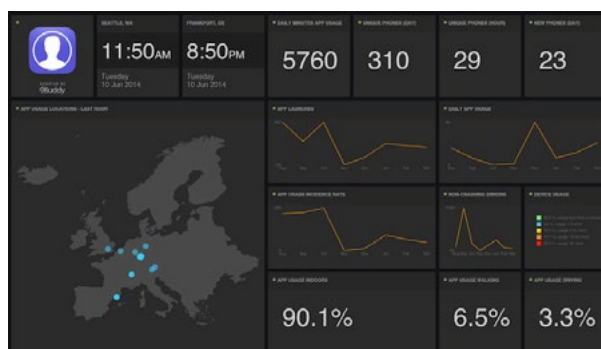 SEATTLE, WA
11:50AM
Tuesday
10 Jun 2014
FRANKFURT, DE
8:50PM
Tuesday
10 Jun 2014
DAILY MINUTES APP USAGE
5760
UNIQUE PHONES (DAY)
310
UNIQUE PHONES (HOUR)
29
NEW PHONES (DAY)
23
APP USAGE LOCATIONS - LAST HOUR
APP LAUNCHES
DAILY APP USAGE
APP USAGE INCIDENCE RATE
NON-CRASHING ERRORS
DEVICE USAGE
APP USAGE INDOORS
90.1%
APP USAGE WALKING
6.5%
APP USAGE DRIVING
3.3%